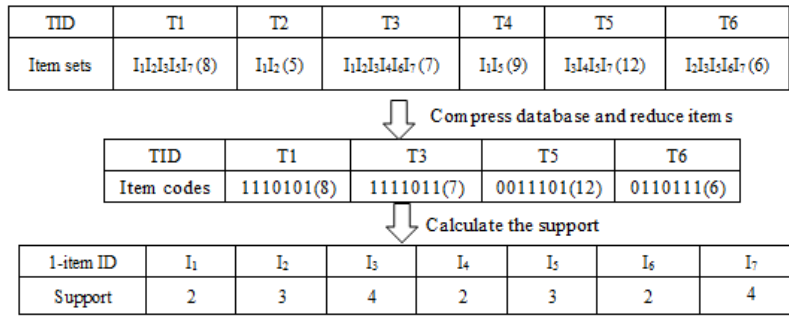 TID T1 T2 T3 T4 T5 T6
Item sets I₁I₂I₃I₅I₇(8) I₁I₂(5) I₁I₂I₃I₄I₆I₇(7) I₁I₅(9) I₃I₄I₅I₇(12) I₂I₃I₅I₆I₇(6)
Compress database and reduce items
TID T1 T3 T5 T6
Item codes 1110101(8) 1111011(7) 0011101(12) 0110111(6)
Calculate the support
1-item ID I₁ I₂ I₃ I₄ I₅ I₆ I₇
Support 2 3 4 2 3 2 4